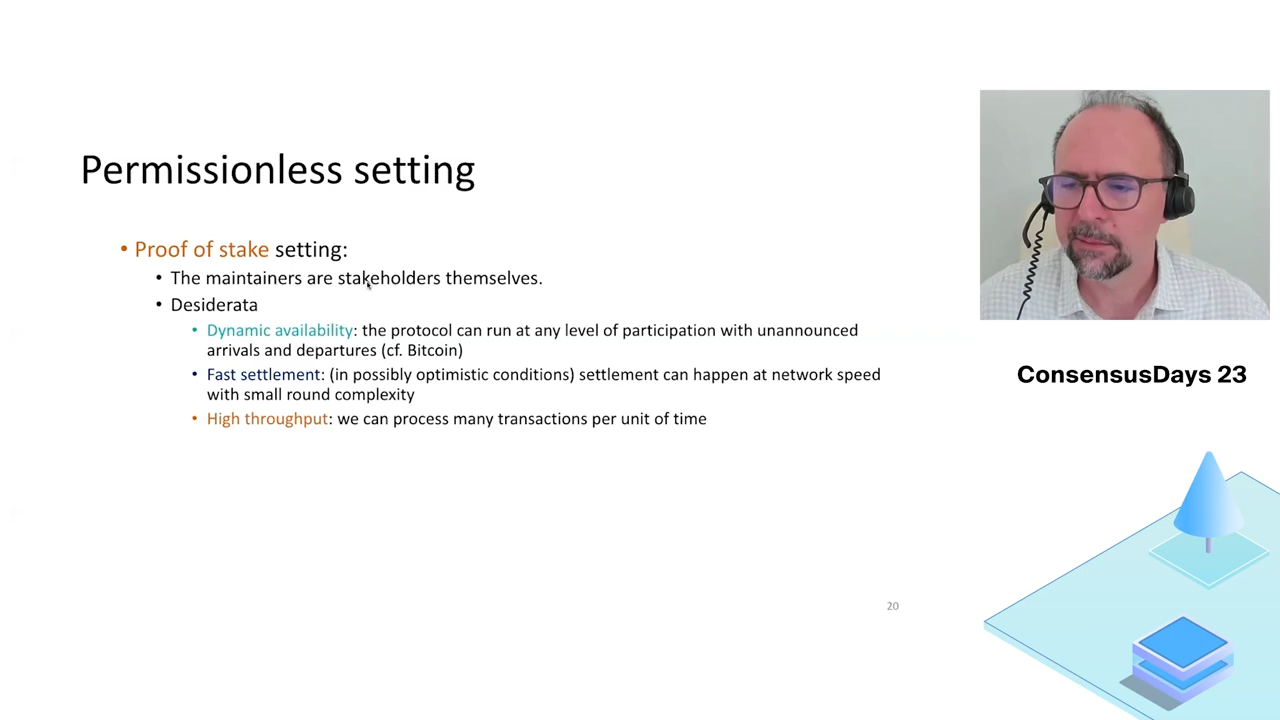 Permissionless setting
• Proof of stake setting:
• The maintainers are stakeholders themselves.
• Desiderata
• Dynamic availability: the protocol can run at any level of participation with unannounced
arrivals and departures (cf. Bitcoin)
• Fast settlement: (in possibly optimistic conditions) settlement can happen at network speed
with small round complexity
• High throughput: we can process many transactions per unit of time
20
ConsensusDays 23